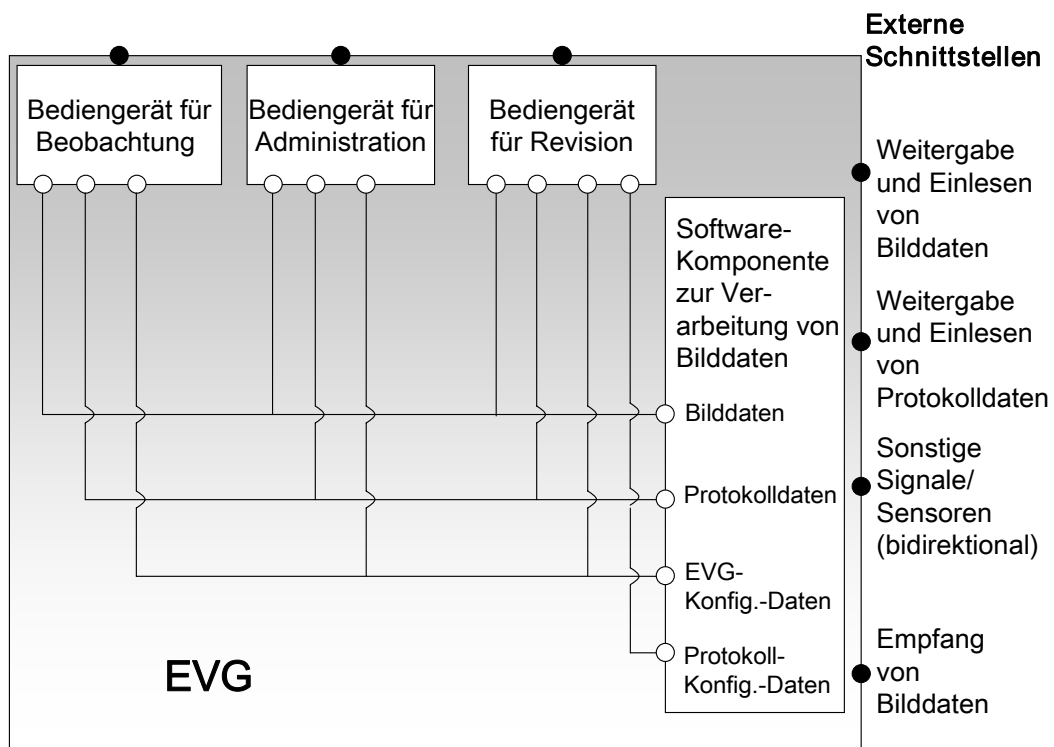 Externe
Schnittstellen
Bediengerät für
Beobachtung
Bediengerät für
Administration
Bediengerät
für Revision
Weitergabe
und Einlesen
von
Bilddaten
Software-
Komponente
zur Ver-
arbeitung von
Bilddaten
Weitergabe
und Einlesen
von
Protokolldaten
Bilddaten
Sonstige
Signale/
Sensoren
(bidirektional)
Protokolldaten
EVG-
Konfig.-Daten
Protokoll-
Konfig.-Daten
Empfang
von
Bilddaten
EVG